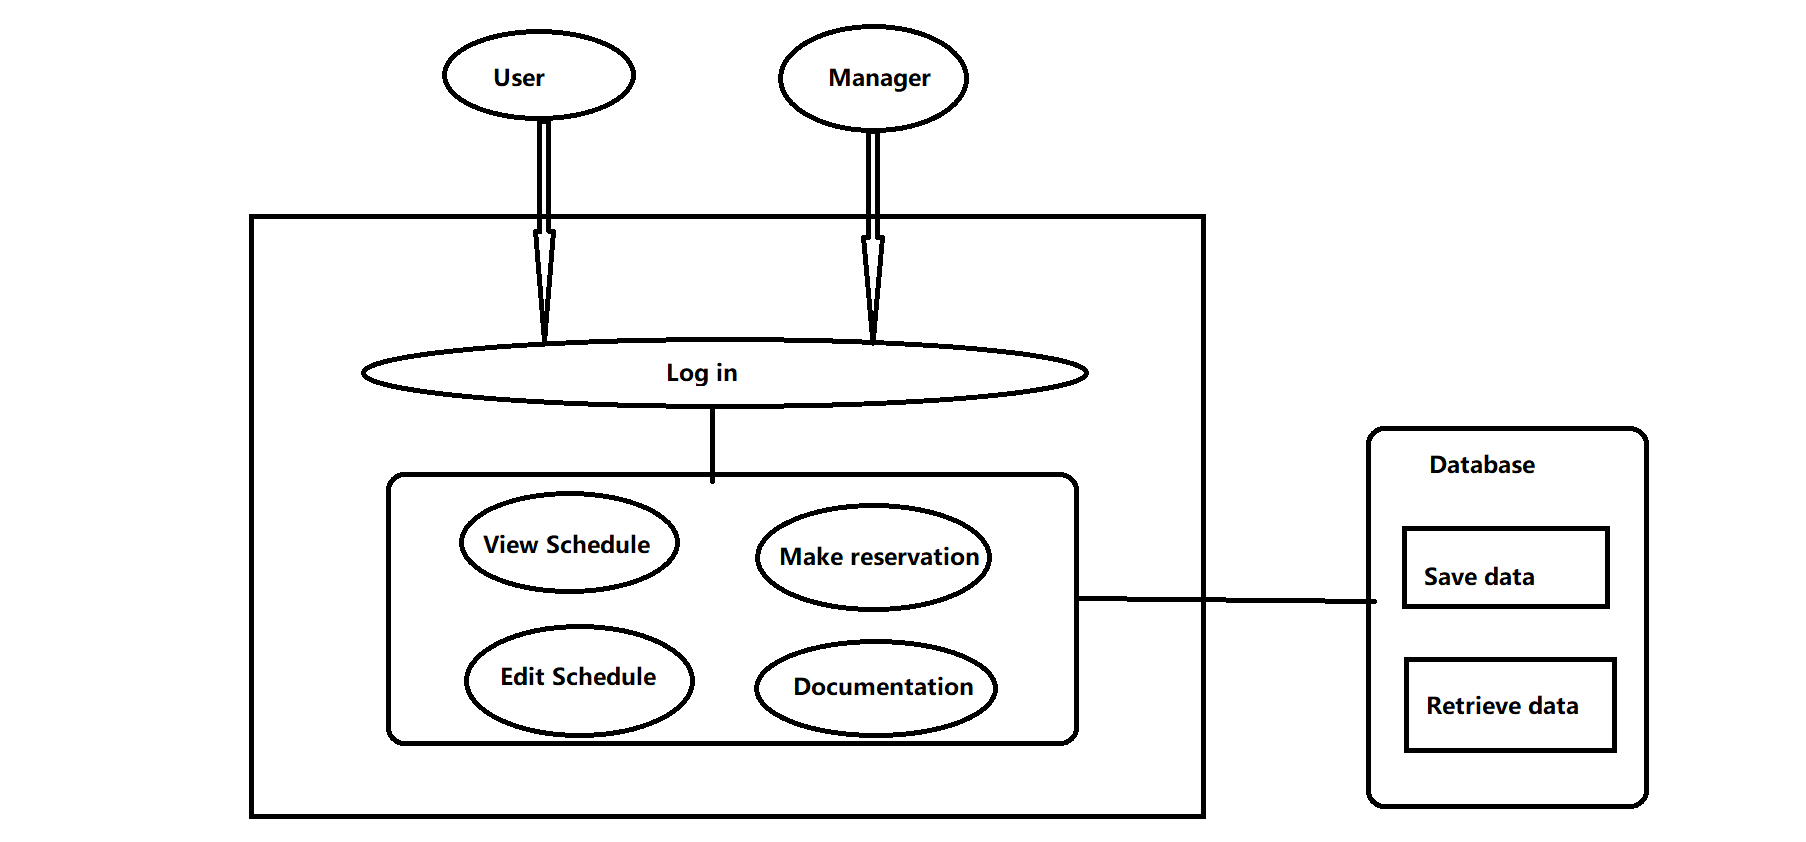 User
Manager
Log in
View Schedule
Make reservation
Edit Schedule
Documentation
Database
Save data
Retrieve data